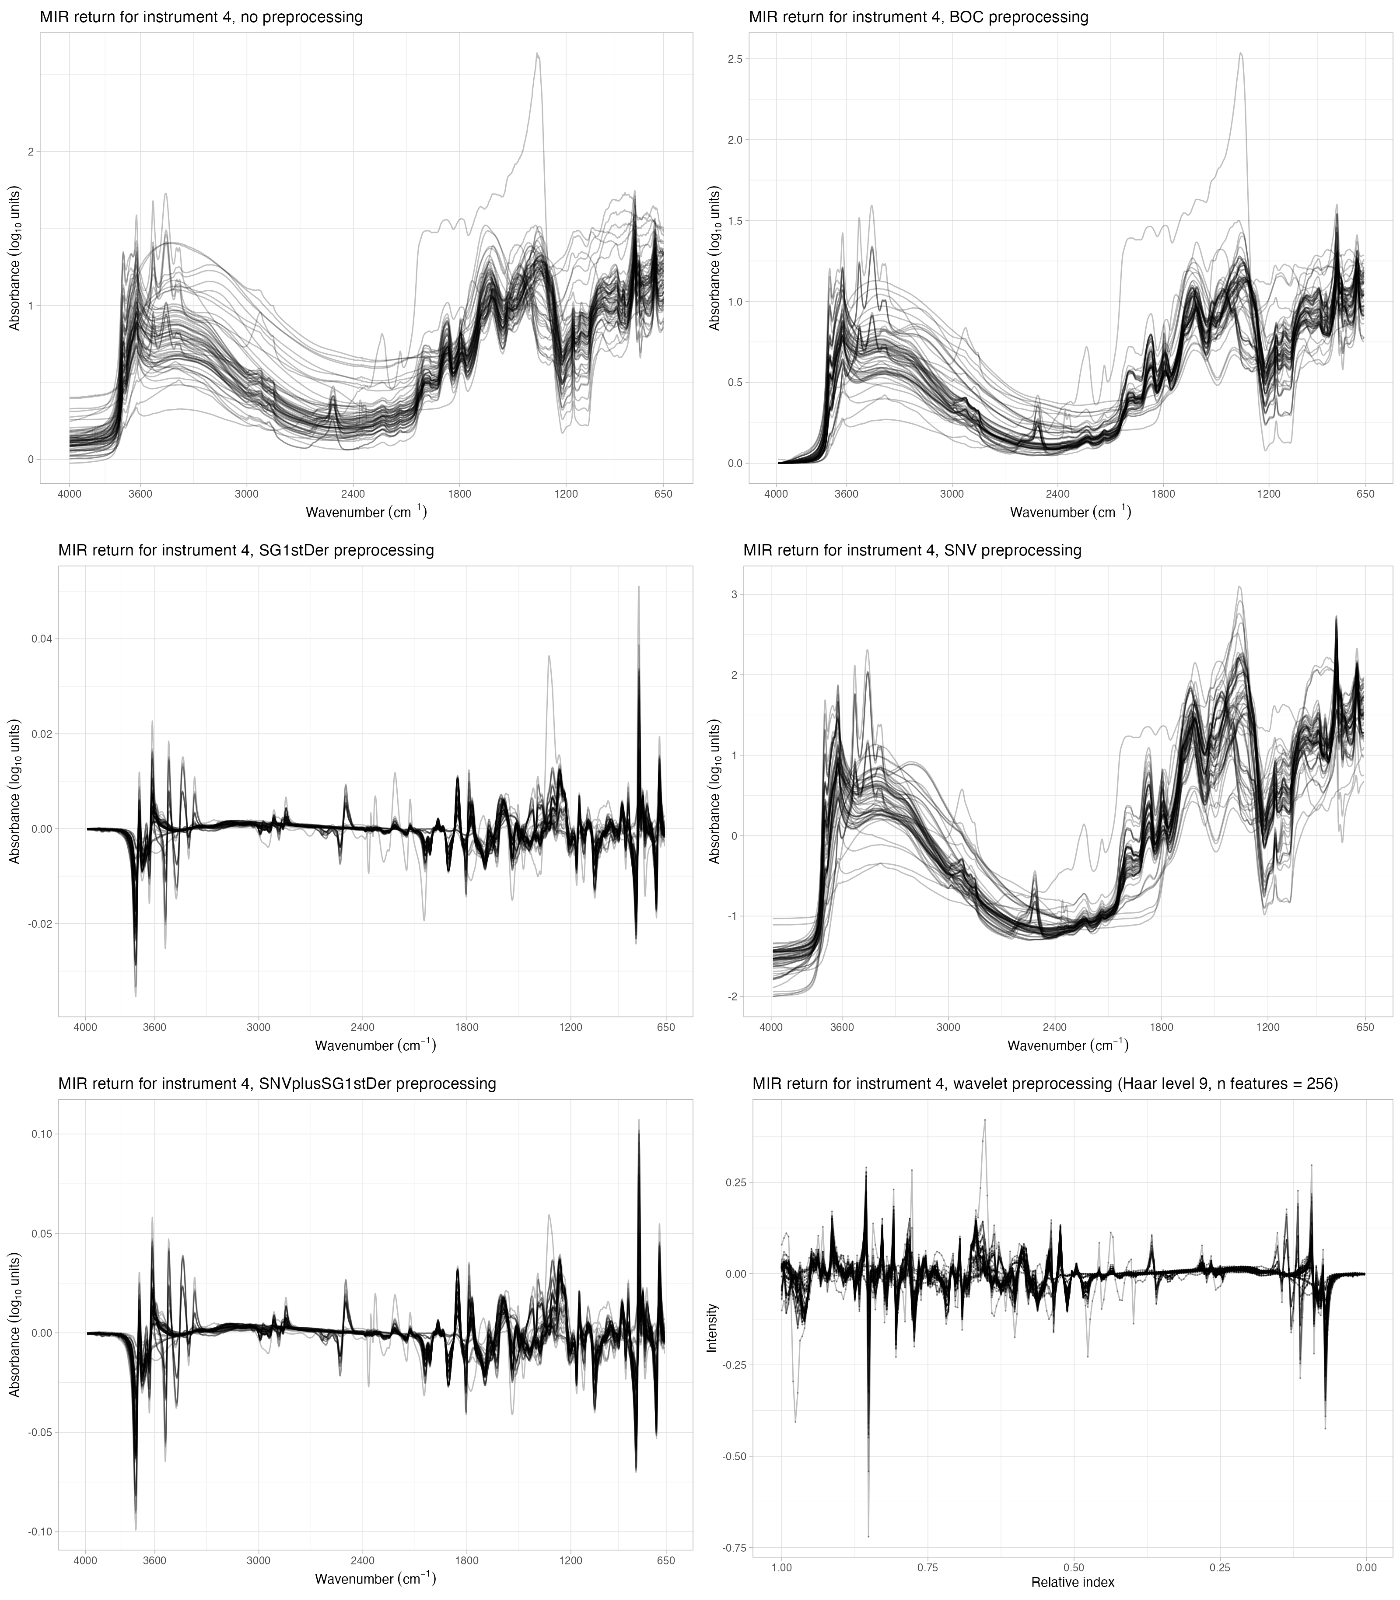 MIR return for instrument 4, no preprocessing
Absorbance (log10 units)
2
1
0
4000 3600 3000 2400 1800 1200 650
Wavenumber (cm -1)
MIR return for instrument 4, BOC preprocessing
Absorbance (log10 units)
2.5
2.0
1.5
1.0
0.5
0.0
4000 3600 3000 2400 1800 1200 650
Wavenumber (cm -1)
MIR return for instrument 4, SG1stDer preprocessing
Absorbance (log10 units)
0.04
0.02
0.00
-0.02
4000 3600 3000 2400 1800 1200 650
Wavenumber (cm−1)
MIR return for instrument 4, SNV preprocessing
Absorbance (log10 units)
3
2
1
0
-1
-2
4000 3600 3000 2400 1800 1200 650
Wavenumber (cm−1)
MIR return for instrument 4, SNVplusSG1stDer preprocessing
Absorbance (log10 units)
0.10
0.05
0.00
-0.05
-0.10
4000 3600 3000 2400 1800 1200 650
Wavenumber (cm−1)
MIR return for instrument 4, wavelet preprocessing (Haar level 9, n features = 256)
Intensity
0.25
0.00
-0.25
-0.50
-0.75
1.00 0.75 0.50 0.25 0.00
Relative index